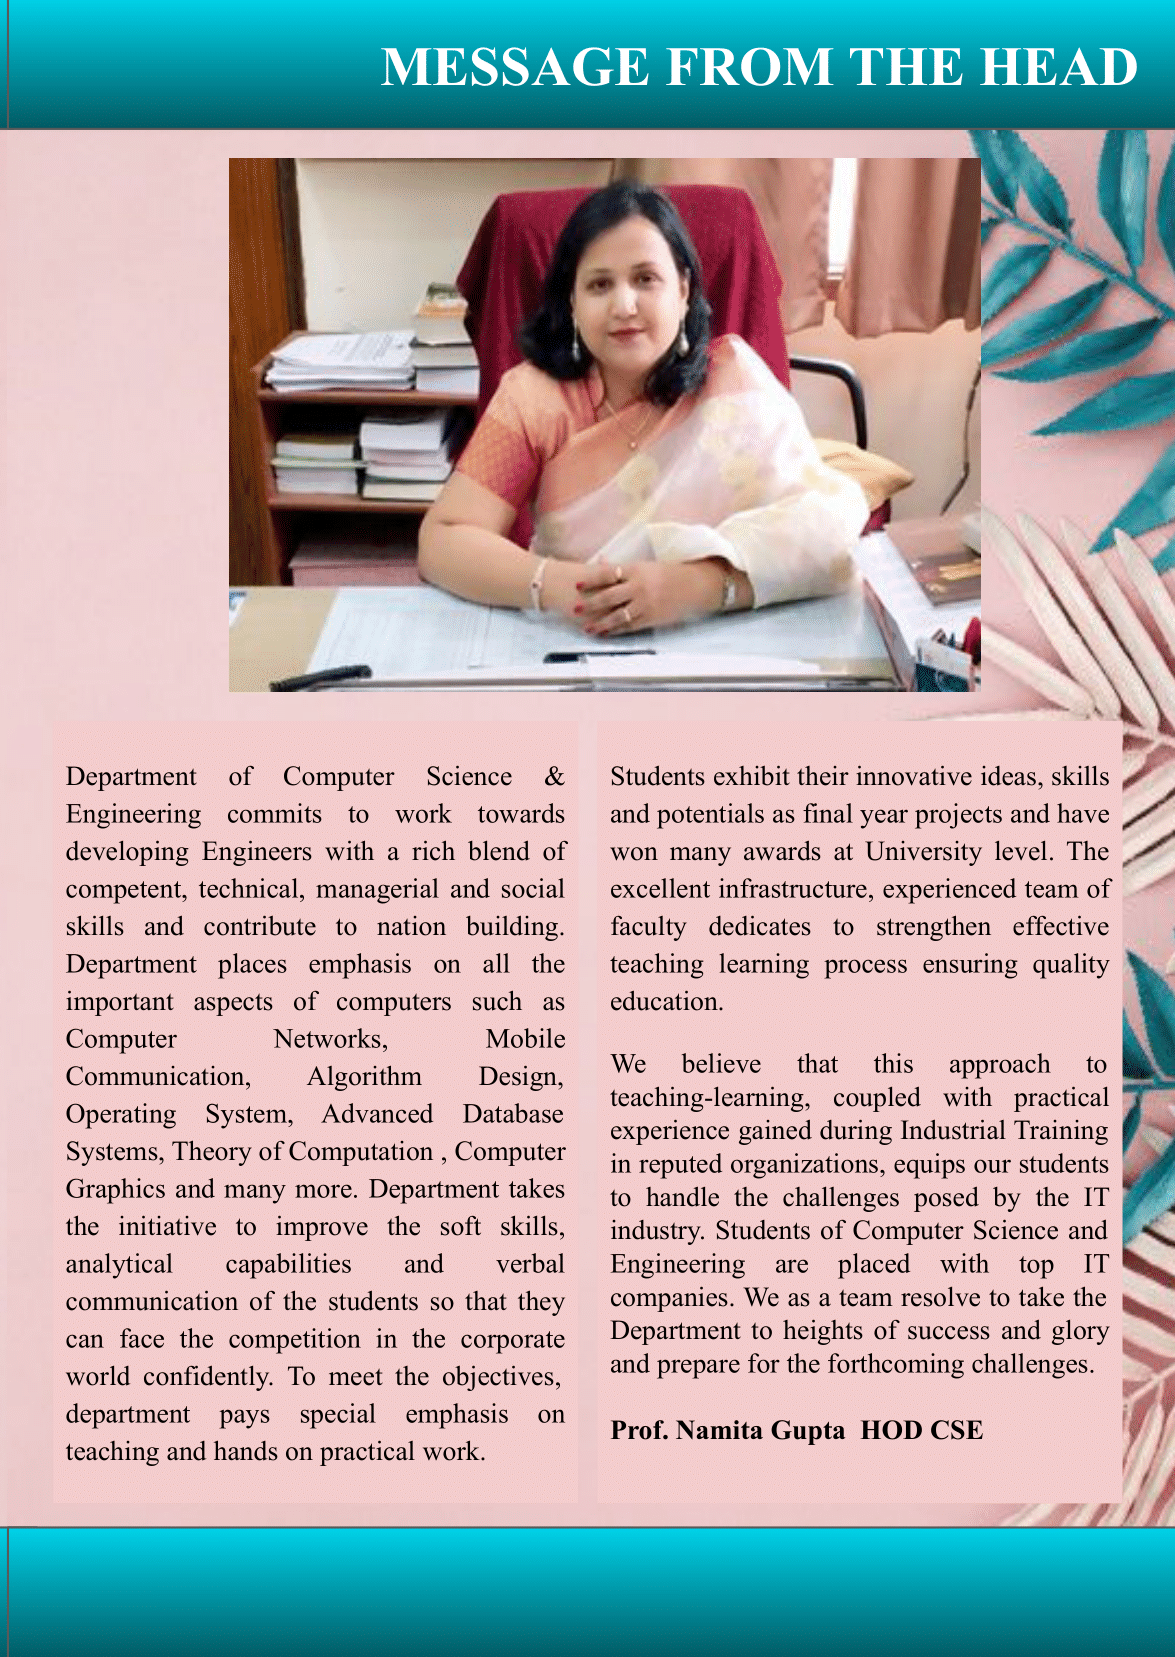 MESSAGE FROM THE HEAD
Department of Computer Science &
Engineering commits to work towards
developing Engineers with a rich blend of
competent, technical, managerial and social
skills and contribute to nation building.
Department places emphasis on all the
important aspects of computers such as
Computer Networks, Mobile
Communication, Algorithm Design,
Operating System, Advanced Database
Systems, Theory of Computation , Computer
Graphics and many more. Department takes
the initiative to improve the soft skills,
analytical capabilities and verbal
communication of the students so that they
can face the competition in the corporate
world confidently. To meet the objectives,
department pays special emphasis on
teaching and hands on practical work.
Students exhibit their innovative ideas, skills
and potentials as final year projects and have
won many awards at University level. The
excellent infrastructure, experienced team of
faculty dedicates to strengthen effective
teaching learning process ensuring quality
education.
We believe that this approach to
teaching-learning, coupled with practical
experience gained during Industrial Training
in reputed organizations, equips our students
to handle the challenges posed by the IT
industry. Students of Computer Science and
Engineering are placed with top IT
companies. We as a team resolve to take the
Department to heights of success and glory
and prepare for the forthcoming challenges.
Prof. Namita Gupta  HOD CSE